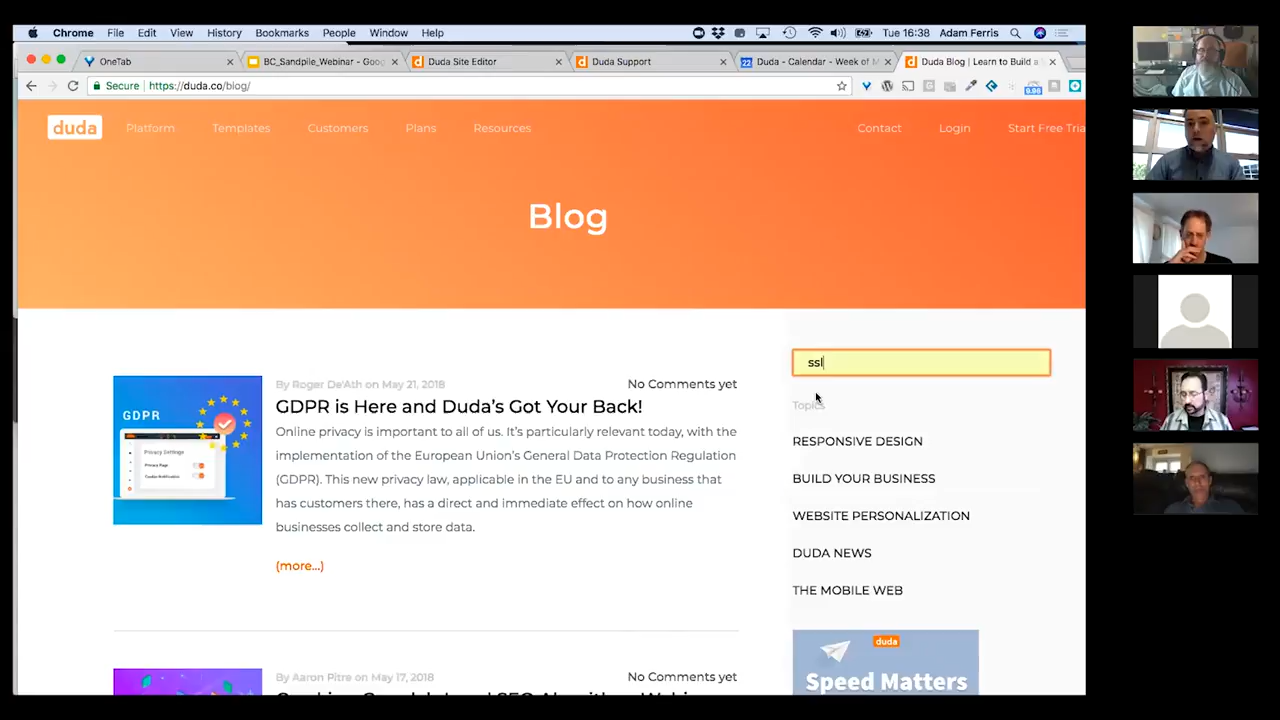 Chrome File Edit View History Bookmarks People Window Help
Tue 16:38 Adam Ferris
OneTab
BC_Sandpile_Webinar - Goo
Duda Site Editor
Duda Support
Duda - Calendar - Week of M
Duda Blog | Learn to Build a
Secure https://duda.co/blog/
9.95
duda Platform Templates Customers Plans Resources Contact Login Start Free Tria
Blog
ssl
By Roger De'Ath on May 21, 2018 No Comments yet
GDPR is Here and Duda's Got Your Back!
Online privacy is important to all of us. It's particularly relevant today, with the
implementation of the European Union's General Data Protection Regulation
(GDPR). This new privacy law, applicable in the EU and to any business that
has customers there, has a direct and immediate effect on how online
businesses collect and store data.
(more...)
GDPR
Privacy Settings
Privacy Page
Topics
RESPONSIVE DESIGN
BUILD YOUR BUSINESS
WEBSITE PERSONALIZATION
DUDA NEWS
THE MOBILE WEB
duda
Speed Matters
By Aaron Pitre on May 17, 2018 No Comments yet